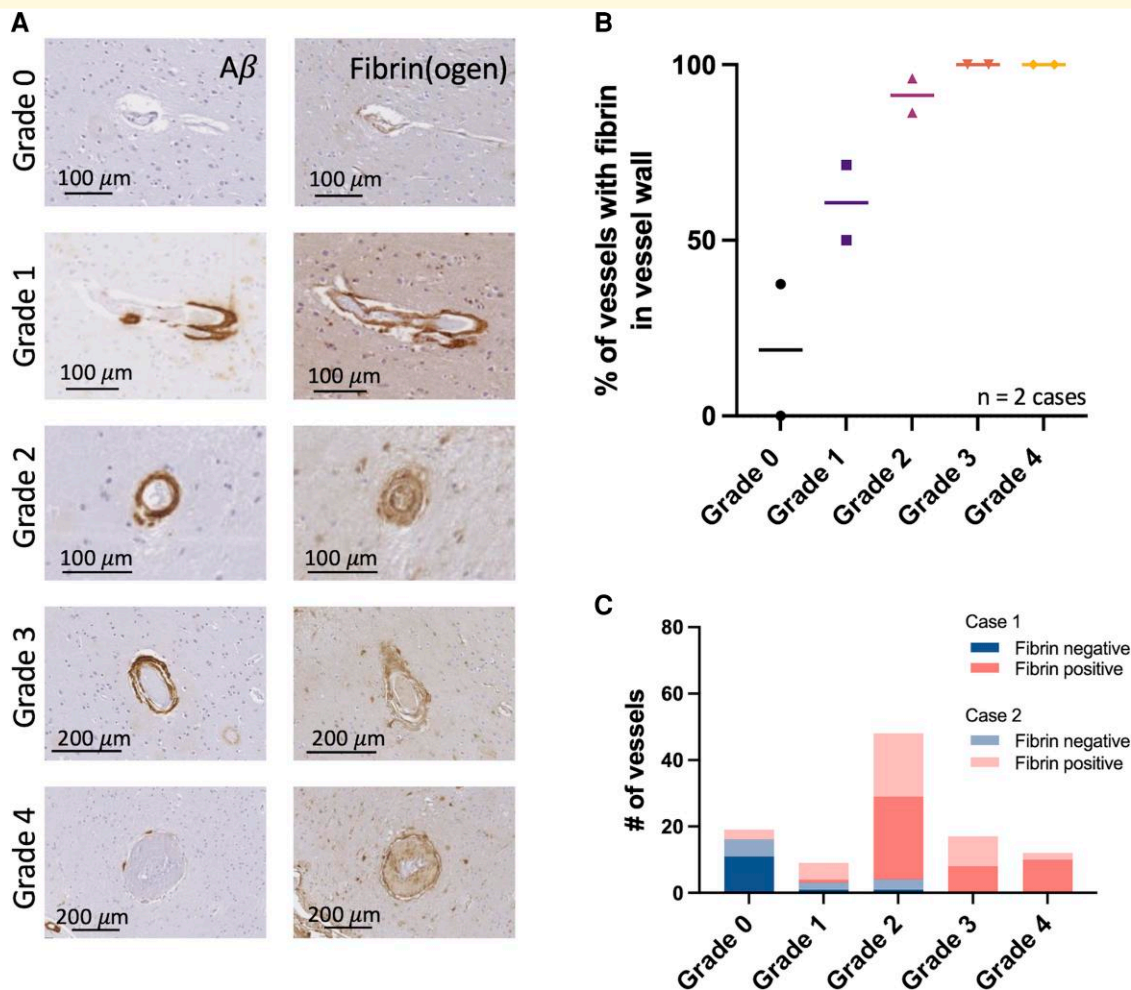 A
Aβ
Fibrin(ogen)
Grade 0
100 μm
100 μm
Grade 1
100 μm
100 μm
Grade 2
100 μm
100 μm
Grade 3
200 μm
200 μm
Grade 4
200 μm
200 μm
B
% of vessels with fibrin
in vessel wall
100
50
0
n = 2 cases
Grade 0
Grade 1
Grade 2
Grade 3
Grade 4
C
# of vessels
80
60
40
20
0
Case 1
Fibrin negative
Fibrin positive
Case 2
Fibrin negative
Fibrin positive
Grade 0
Grade 1
Grade 2
Grade 3
Grade 4